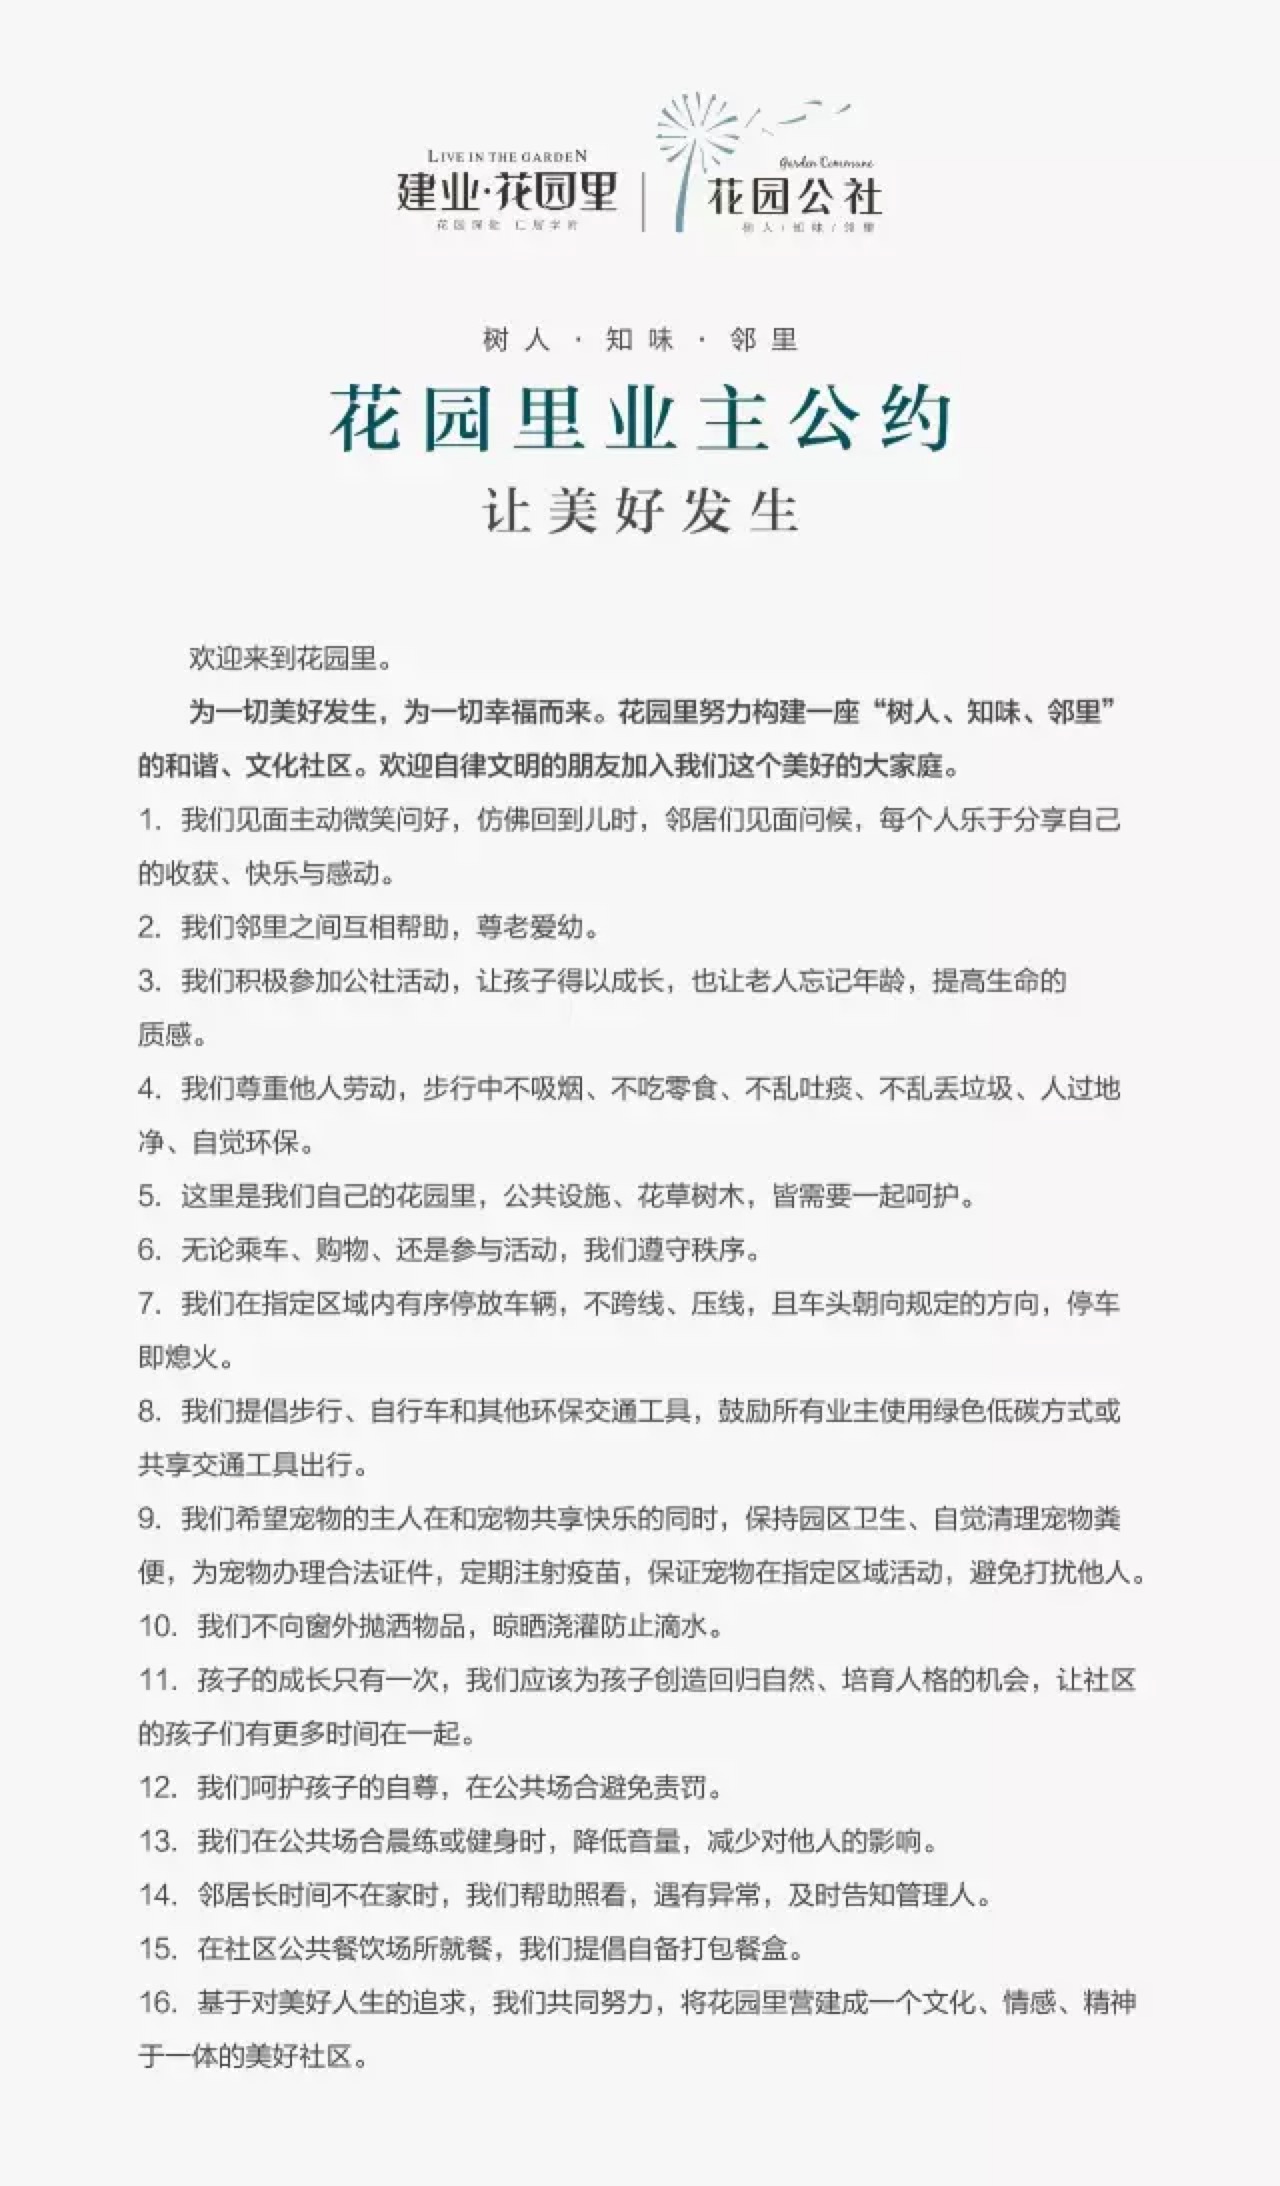 LIVE IN THE GARDEN
建业·花园里
花园深处 仁居学府
Garden Commune
花园公社
树人/知味/邻里
树人·知味·邻里
花园里业主公约
让美好发生
欢迎来到花园里。
为一切美好发生，为一切幸福而来。花园里努力构建一座“树人、知味、邻里”
的和谐、文化社区。欢迎自律文明的朋友加入我们这个美好的大家庭。
1. 我们见面主动微笑问好，仿佛回到儿时，邻居们见面问候，每个人乐于分享自己
的收获、快乐与感动。
2. 我们邻里之间互相帮助，尊老爱幼。
3. 我们积极参加公社活动，让孩子得以成长，也让老人忘记年龄，提高生命的
质感。
4. 我们尊重他人劳动，步行中不吸烟、不吃零食、不乱吐痰、不乱丢垃圾、人过地
净、自觉环保。
5. 这里是我们自己的花园里，公共设施、花草树木，皆需要一起呵护。
6. 无论乘车、购物、还是参与活动，我们遵守秩序。
7. 我们在指定区域内有序停放车辆，不跨线、压线，且车头朝向规定的方向，停车
即熄火。
8. 我们提倡步行、自行车和其他环保交通工具，鼓励所有业主使用绿色低碳方式或
共享交通工具出行。
9. 我们希望宠物的主人在和宠物共享快乐的同时，保持园区卫生、自觉清理宠物粪
便，为宠物办理合法证件，定期注射疫苗，保证宠物在指定区域活动，避免打扰他人。
10. 我们不向窗外抛洒物品，晾晒浇灌防止滴水。
11. 孩子的成长只有一次，我们应该为孩子创造回归自然、培育人格的机会，让社区
的孩子们有更多时间在一起。
12. 我们呵护孩子的自尊，在公共场合避免责罚。
13. 我们在公共场合晨练或健身时，降低音量，减少对他人的影响。
14. 邻居长时间不在家时，我们帮助照看，遇有异常，及时告知管理人。
15. 在社区公共餐饮场所就餐，我们提倡自备打包餐盒。
16. 基于对美好人生的追求，我们共同努力，将花园里营建成一个文化、情感、精神
于一体的美好社区。